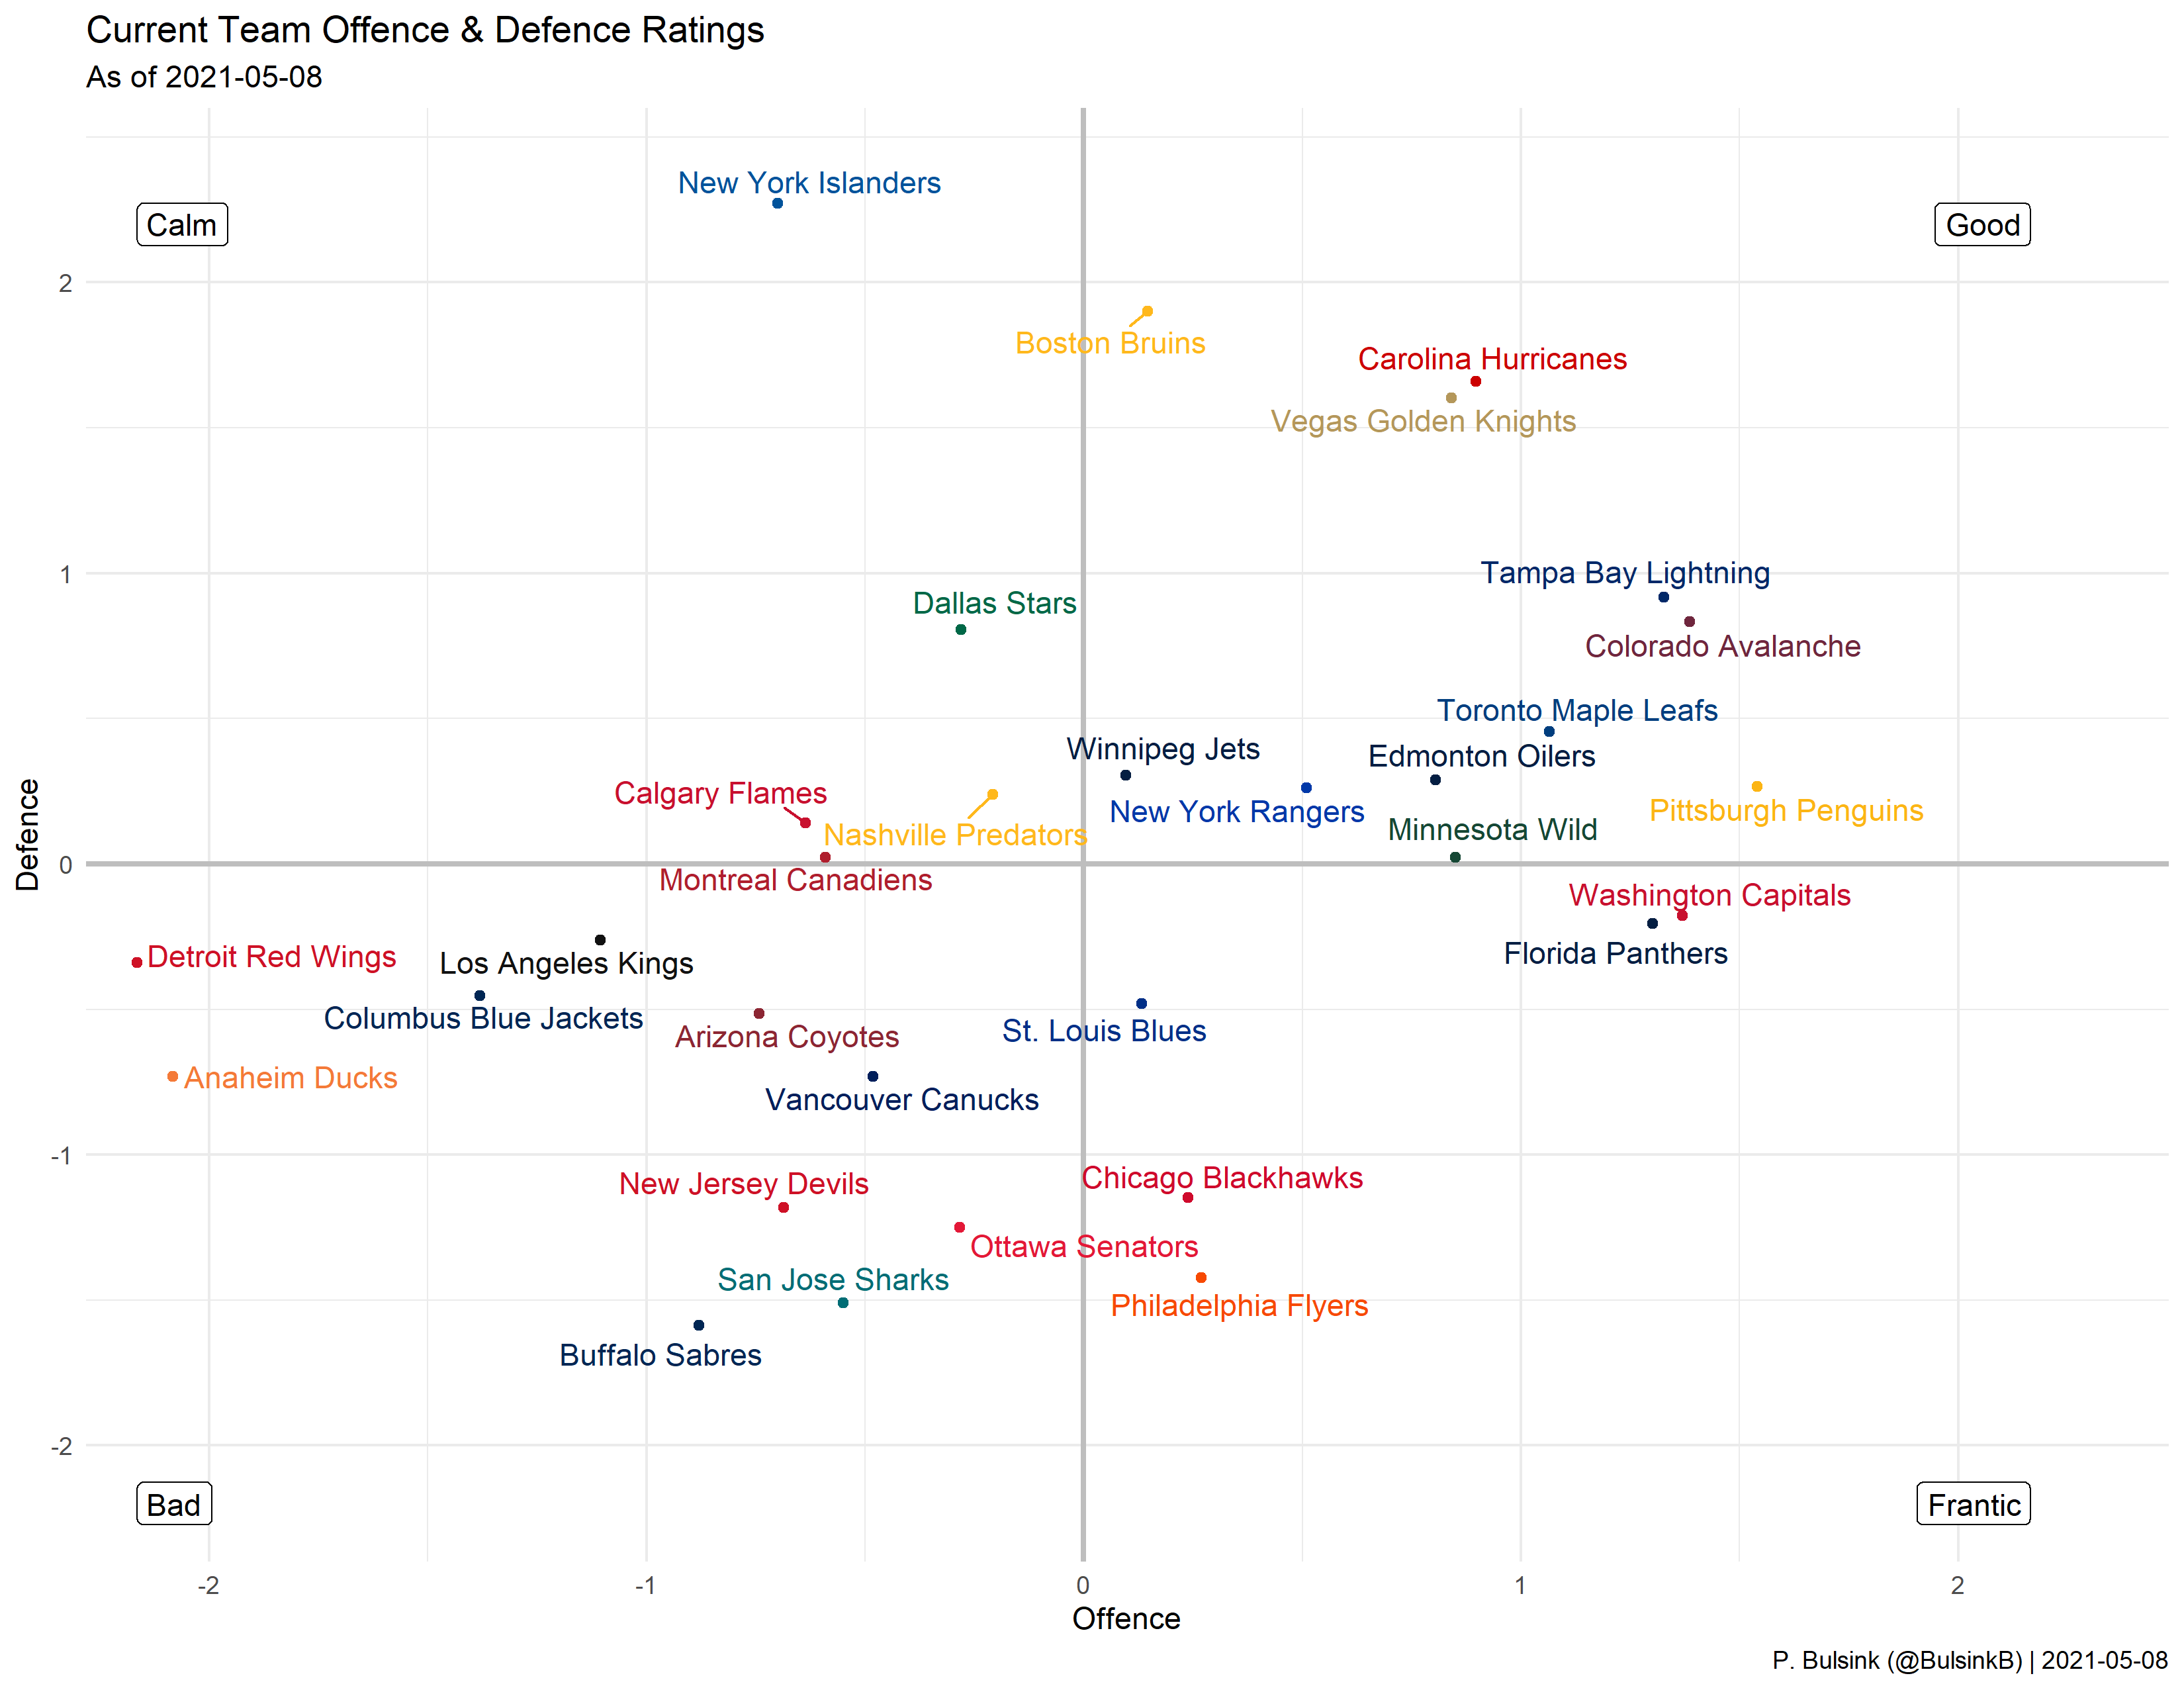 Current Team Offence & Defence Ratings
As of 2021-05-08
New York Islanders
Calm
Good
2
Boston Bruins
Carolina Hurricanes
Vegas Golden Knights
Tampa Bay Lightning
1
Dallas Stars
Colorado Avalanche
Toronto Maple Leafs
Winnipeg Jets
Edmonton Oilers
Calgary Flames
New York Rangers
Pittsburgh Penguins
Nashville Predators
Minnesota Wild
Defence
0
Montreal Canadiens
Washington Capitals
Detroit Red Wings
Los Angeles Kings
Florida Panthers
Columbus Blue Jackets
Arizona Coyotes
St. Louis Blues
Anaheim Ducks
Vancouver Canucks
-1
New Jersey Devils
Chicago Blackhawks
Ottawa Senators
San Jose Sharks
Philadelphia Flyers
Buffalo Sabres
-2
Bad
Frantic
-2
-1
0
1
2
Offence
P. Bulsink (@BulsinkB) | 2021-05-08